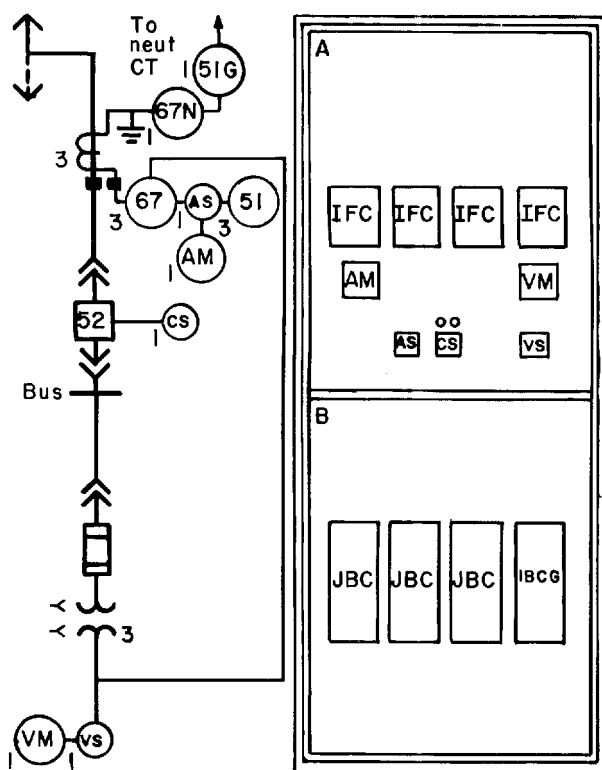 To
neut
CT
1
51G
67N
1
3
3
67
1
AS
3
51
1
AM
52
1
CS
Bus
3
VM
VS
1
1
A
IFC
IFC
IFC
IFC
AM
VM
AS
CS
VS
B
JBC
JBC
JBC
IBCG